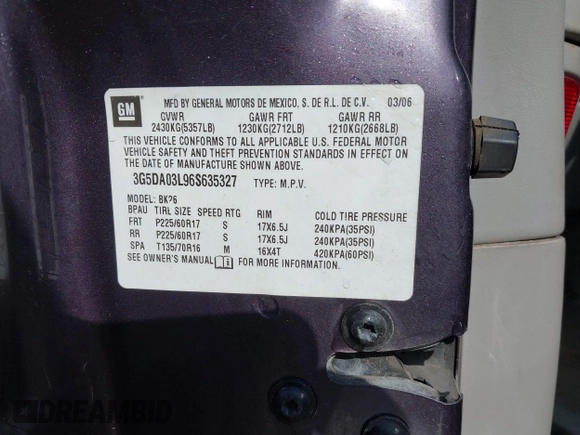 GM
MFD BY GENERAL MOTORS DE MEXICO, S. DE R.L. DE C.V. 03/06
GVWR GAWR FRT GAWR RR
2430KG(5357LB) 1230KG(2712LB) 1210KG(2668LB)
THIS VEHICLE CONFORMS TO ALL APPLICABLE U.S. FEDERAL MOTOR
VEHICLE SAFETY AND THEFT PREVENTION STANDARDS IN EFFECT ON
THE DATE OF MANUFACTURE SHOWN ABOVE.
3G5DA03L96S635327 TYPE: M.P.V.
MODEL: BK26
BPAU TIRE SIZE SPEED RTG RIM COLD TIRE PRESSURE
FRT P225/60R17 S 17X6.5J 240KPA(35PSI)
RR P225/60R17 S 17X6.5J 240KPA(35PSI)
SPA T135/70R16 M 16X4T 420KPA(60PSI)
SEE OWNER'S MANUAL FOR MORE INFORMATION.
DREAMBID